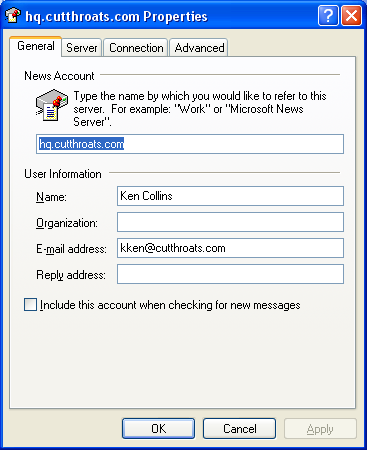 hq.cutthroats.com Properties
General Server Connection Advanced
News Account
Type the name by which you would like to refer to this
server. For example: "Work" or "Microsoft News
Server".
hq.cutthroats.com
User Information
Name: Ken Collins
Organization:
E-mail address: kken@cutthroats.com
Reply address:
Include this account when checking for new messages
OK Cancel Apply